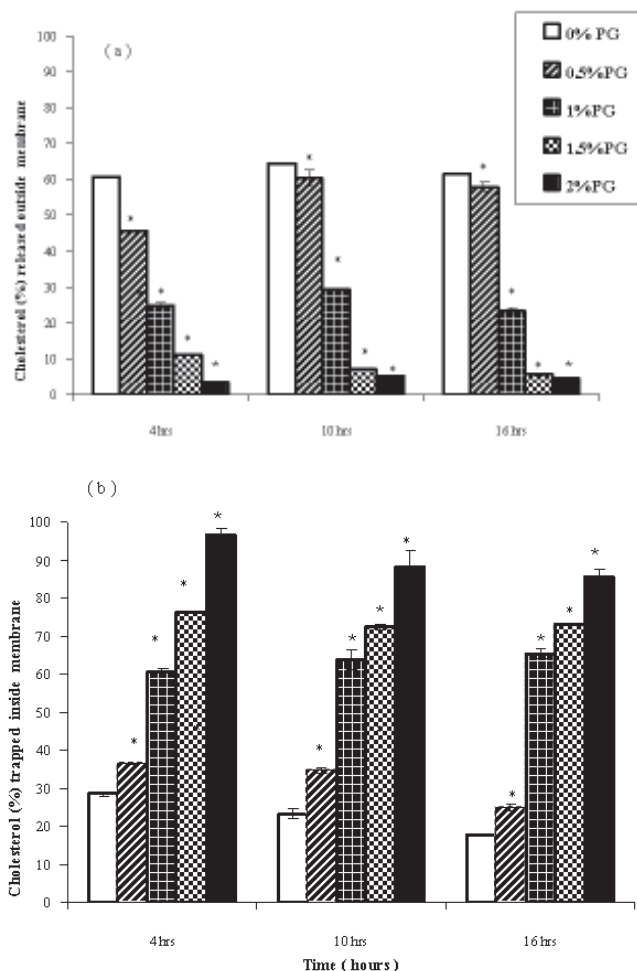 ( a )
100
90
80
70
60
50
40
30
20
10
0
Cholesterol (%) released outside membrane
0% PG
0.5%PG
1%PG
1.5%PG
2%PG
* * * *
* * * *
* * * *
4hrs 10 hrs 16 hrs
( b )
100
90
80
70
60
50
40
30
20
10
0
Cholesterol (%) trapped inside membrane
* * * *
* * * *
* * * *
4 hrs 10 hrs 16 hrs
Time ( hours )